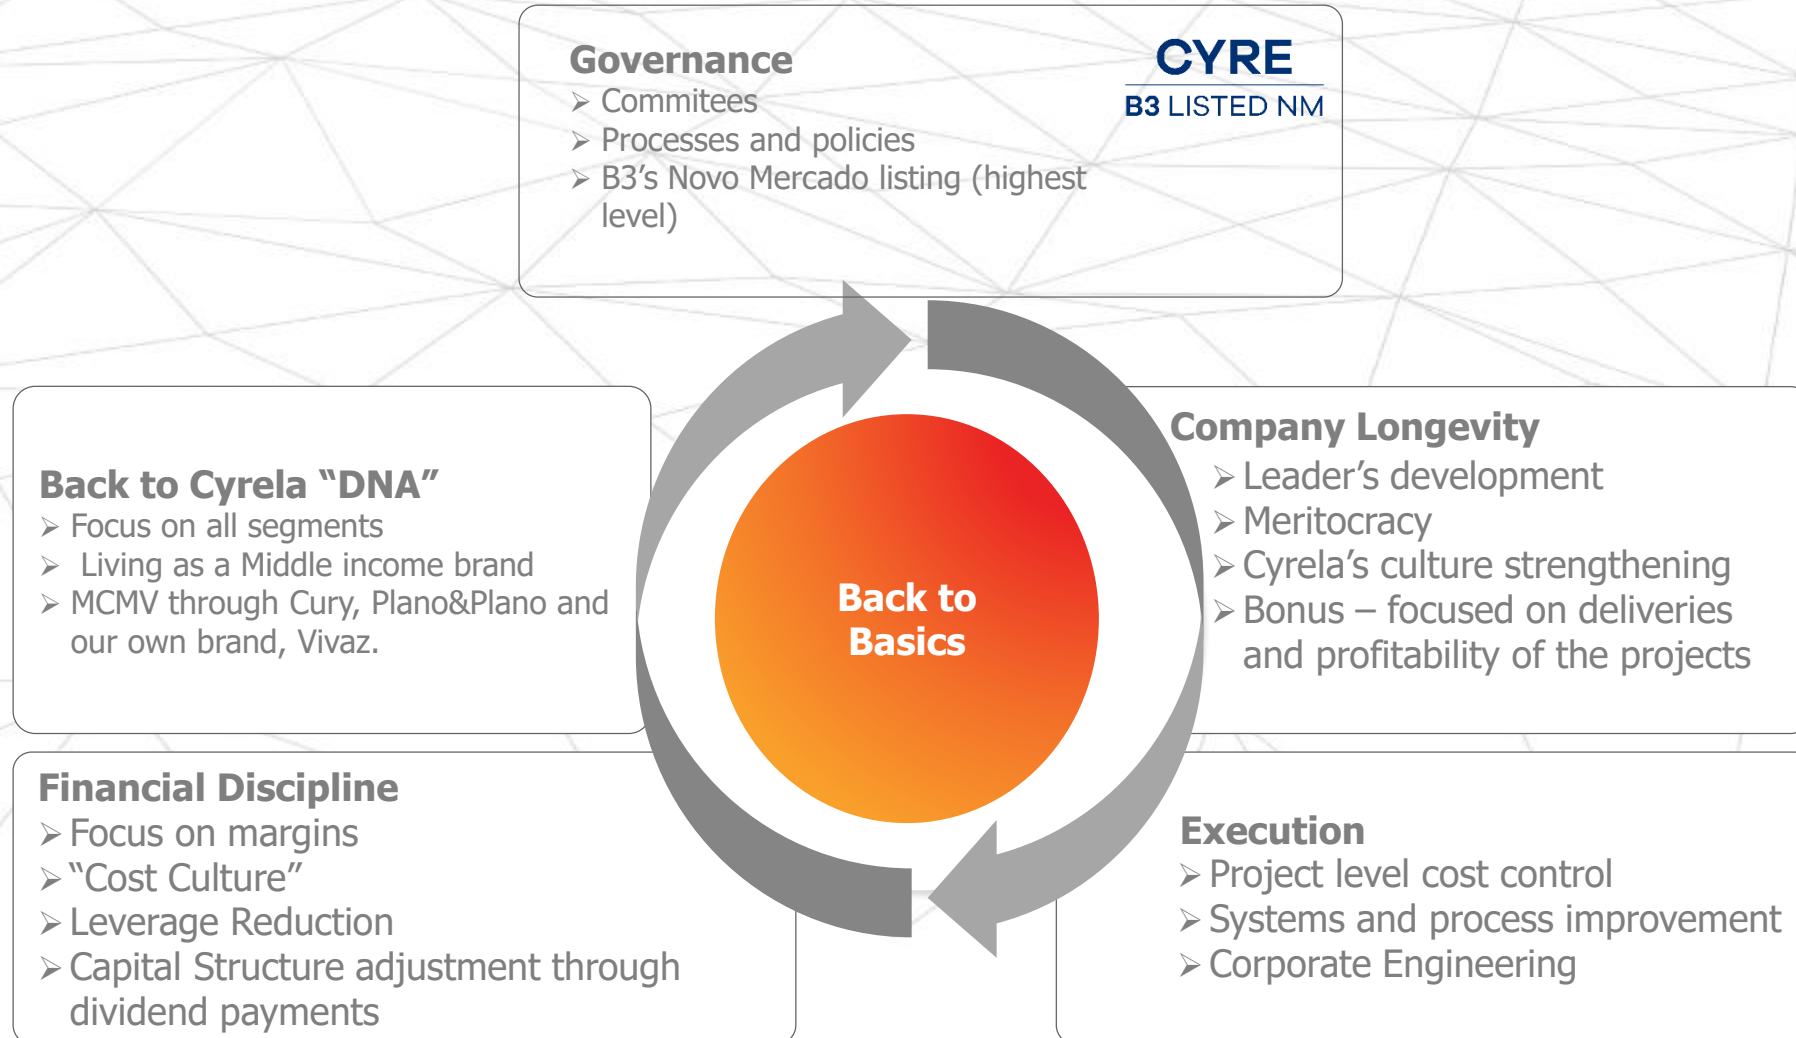 Governance
➢ Commitees
➢ Processes and policies
➢ B3’s Novo Mercado listing (highest
level)
CYRE
B3 LISTED NM
Back to Cyrela “DNA”
➢ Focus on all segments
➢ Living as a Middle income brand
➢ MCMV through Cury, Plano&Plano and
our own brand, Vivaz.
Back to
Basics
Company Longevity
➢ Leader’s development
➢ Meritocracy
➢ Cyrela’s culture strengthening
➢ Bonus – focused on deliveries
and profitability of the projects
Financial Discipline
➢ Focus on margins
➢ “Cost Culture”
➢ Leverage Reduction
➢ Capital Structure adjustment through
dividend payments
Execution
➢ Project level cost control
➢ Systems and process improvement
➢ Corporate Engineering